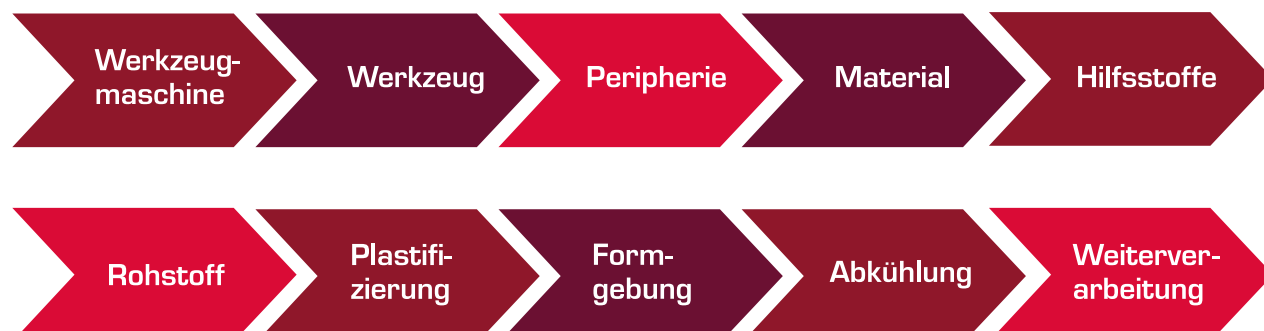 Werkzeug-
maschine
Werkzeug
Peripherie
Material
Hilfsstoffe
Rohstoff
Plastifi-
zierung
Form-
gebung
Abkühlung
Weiterver-
arbeitung